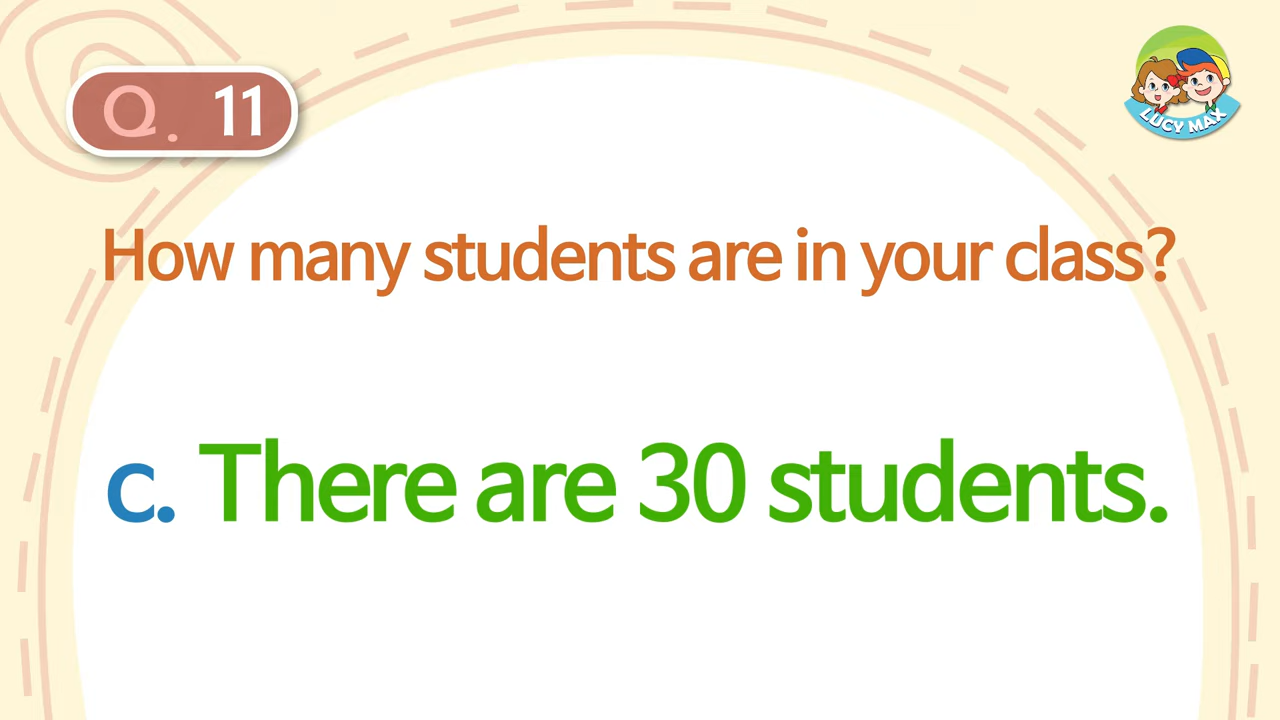 Q. 11
LUCY MAX
How many students are in your class?
c. There are 30 students.